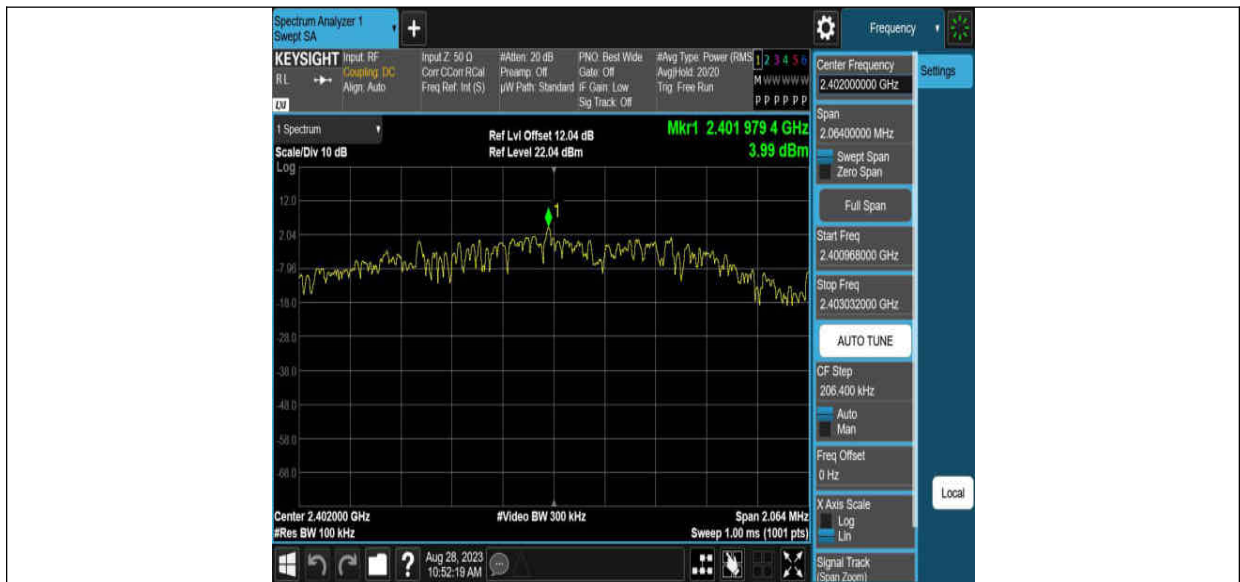 Spectrum Analyzer 1
Swept SA
+
Frequency
KEYSIGHT
RL
LXI
Input: RF
Coupling: DC
Align: Auto
Input Z: 50 Ω
Corr CCorr RCal
Freq Ref: Int (S)
#Atten: 20 dB
Preamp: Off
µW Path: Standard
PNO: Best Wide
Gate: Off
IF Gain: Low
Sig Track: Off
#Avg Type: Power (RMS
Avg|Hold: 20/20
Trig: Free Run
1 2 3 4 5 6
M W W W W W
P P P P P P
1 Spectrum
Scale/Div 10 dB
Log
Ref Lvl Offset 12.04 dB
Ref Level 22.04 dBm
Mkr1 2.401 979 4 GHz
3.99 dBm
1
12.0
2.04
-7.96
-18.0
-28.0
-38.0
-48.0
-58.0
-68.0
Center 2.402000 GHz
#Res BW 100 kHz
#Video BW 300 kHz
Span 2.064 MHz
Sweep 1.00 ms (1001 pts)
Center Frequency
2.402000000 GHz
Settings
Span
2.06400000 MHz
Swept Span
Zero Span
Full Span
Start Freq
2.400968000 GHz
Stop Freq
2.403032000 GHz
AUTO TUNE
CF Step
206.400 kHz
Auto
Man
Freq Offset
0 Hz
X Axis Scale
Log
Lin
Local
Signal Track
(Span Zoom)
?
Aug 28, 2023
10:52:19 AM